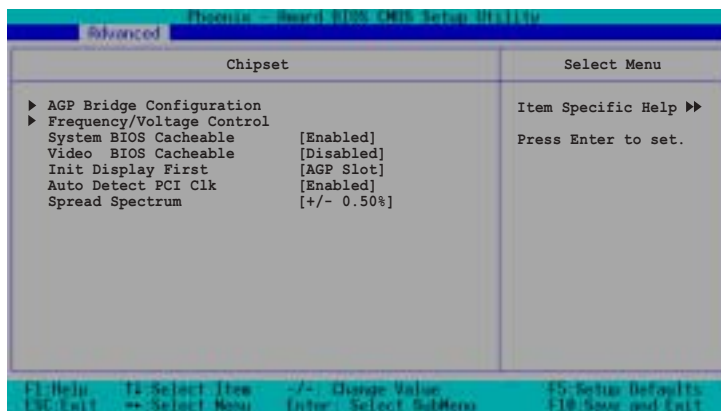 Phoenix - Award BIOS CMOS Setup Utility
Advanced
Chipset
Select Menu
▶ AGP Bridge Configuration
▶ Frequency/Voltage Control
System BIOS Cacheable [Enabled]
Video BIOS Cacheable [Disabled]
Init Display First [AGP Slot]
Auto Detect PCI Clk [Enabled]
Spread Spectrum [+/- 0.50%]
Item Specific Help ▶▶
Press Enter to set.
F1:Help ↑↓:Select Item -/+: Change Value F5:Setup Defaults
ESC:Exit ↔:Select Menu Enter: Select SubMenu F10:Save and Exit